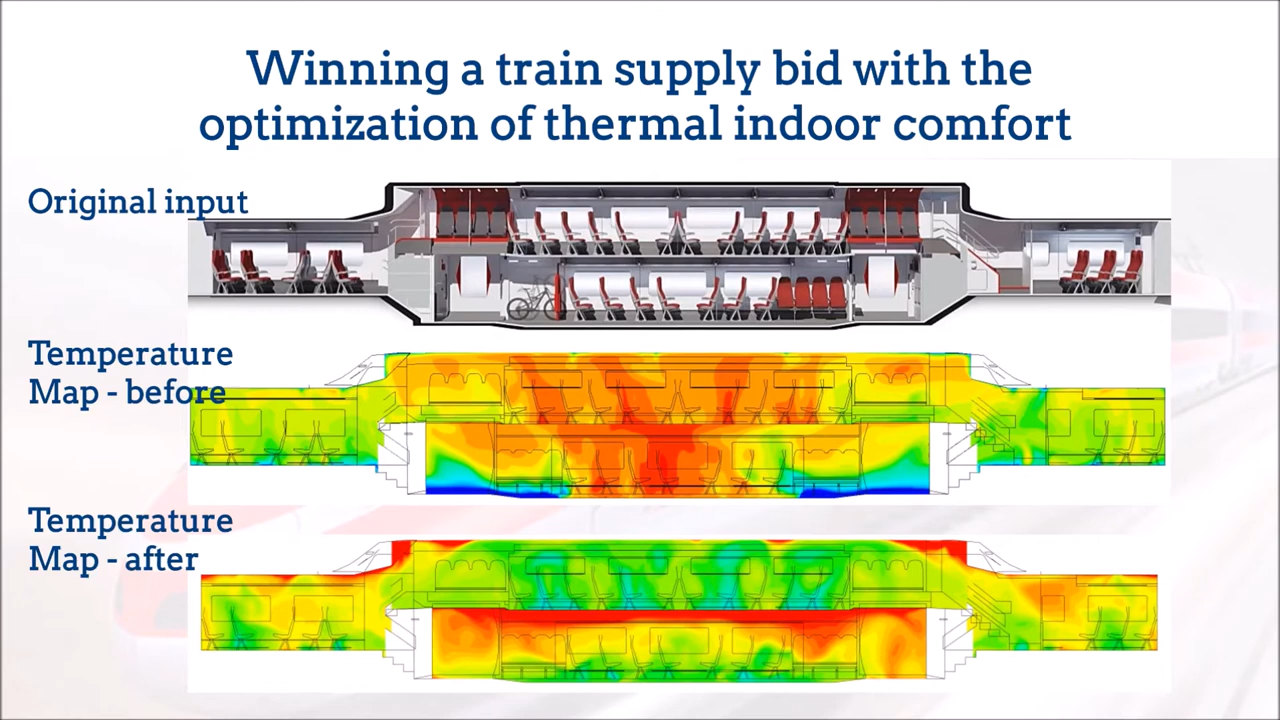 Winning a train supply bid with the
optimization of thermal indoor comfort
Original input
Temperature
Map - before
Temperature
Map - after